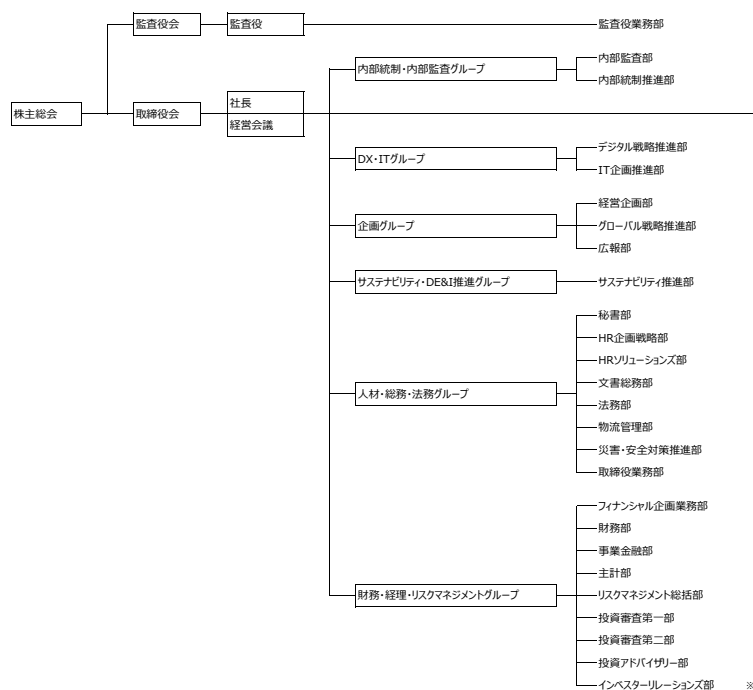 監査役会
監査役
監査役業務部
株主総会
取締役会
社長
経営会議
内部統制・内部監査グループ
内部監査部
内部統制推進部
DX・ITグループ
デジタル戦略推進部
IT企画推進部
企画グループ
経営企画部
グローバル戦略推進部
広報部
サステナビリティ・DE&I推進グループ
サステナビリティ推進部
人材・総務・法務グループ
秘書部
HR企画戦略部
HRソリューションズ部
文書総務部
法務部
物流管理部
災害・安全対策推進部
取締役業務部
財務・経理・リスクマネジメントグループ
フィナンシャル企画業務部
財務部
事業金融部
主計部
リスクマネジメント総括部
投資審査第一部
投資審査第二部
投資アドバイザリー部
インベスターリレーションズ部
※